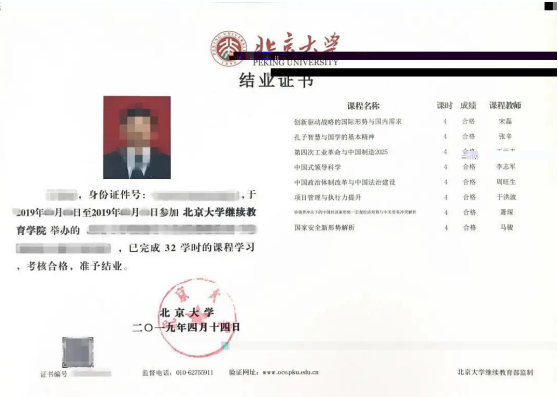 北京大学
PEKING UNIVERSITY
结业证书
，身份证件号：，于
2019年月日至2019年月日参加 北京大学继续教
育学院 举办的
，已完成 32 学时的课程学习
，考核合格，准予结业。
北京大学
二〇一九年四月十四日
课程名称 课时 成绩 课程教师
创新驱动战略的国际形势与国内需求 4 合格 宋磊
孔子智慧与国学的基本精神 4 合格 张辛
第四次工业革命与中国制造2025 4 合格
中国式领导科学 4 合格 李志军
中国政治体制改革与中国法治建设 4 合格 周旺生
项目管理与执行力提升 4 合格 于洪波
4 合格 萧琛
国家安全新形势解析 4 合格 马骏
证书编号
监督电话：010-62755911
验证网址：www.oce.pku.edu.cn
北京大学继续教育部监制